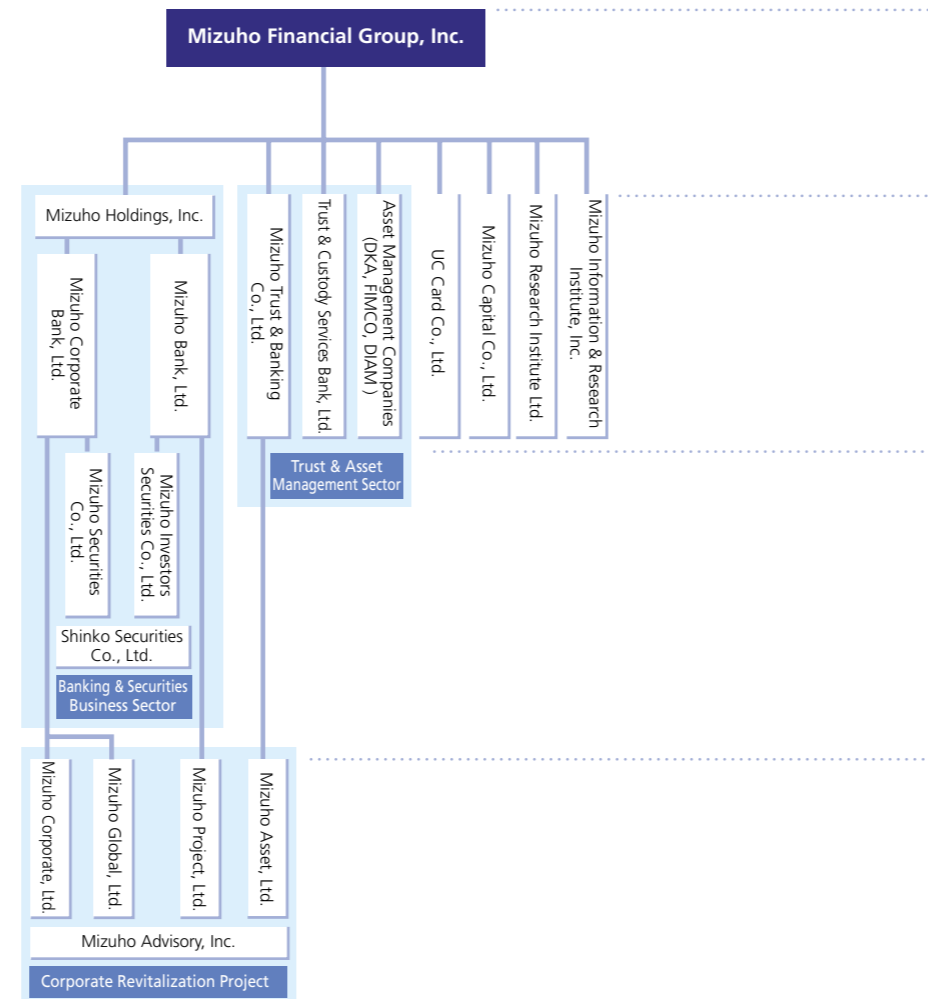 Mizuho Financial Group, Inc.
Mizuho Holdings, Inc.
Mizuho Corporate
Bank, Ltd.
Mizuho Bank, Ltd.
Mizuho Trust & Banking
Co., Ltd.
Trust & Custody Services Bank, Ltd.
Asset Management Companies
(DKA, FIMCO, DIAM )
UC Card Co., Ltd.
Mizuho Capital Co., Ltd.
Mizuho Research Institute Ltd.
Mizuho Information & Research
Institute, Inc.
Mizuho Securities
Co., Ltd.
Mizuho Investors
Securities Co., Ltd.
Trust & Asset
Management Sector
Shinko Securities
Co., Ltd.
Banking & Securities
Business Sector
Mizuho Corporate, Ltd.
Mizuho Global, Ltd.
Mizuho Project, Ltd.
Mizuho Asset, Ltd.
Mizuho Advisory, Inc.
Corporate Revitalization Project